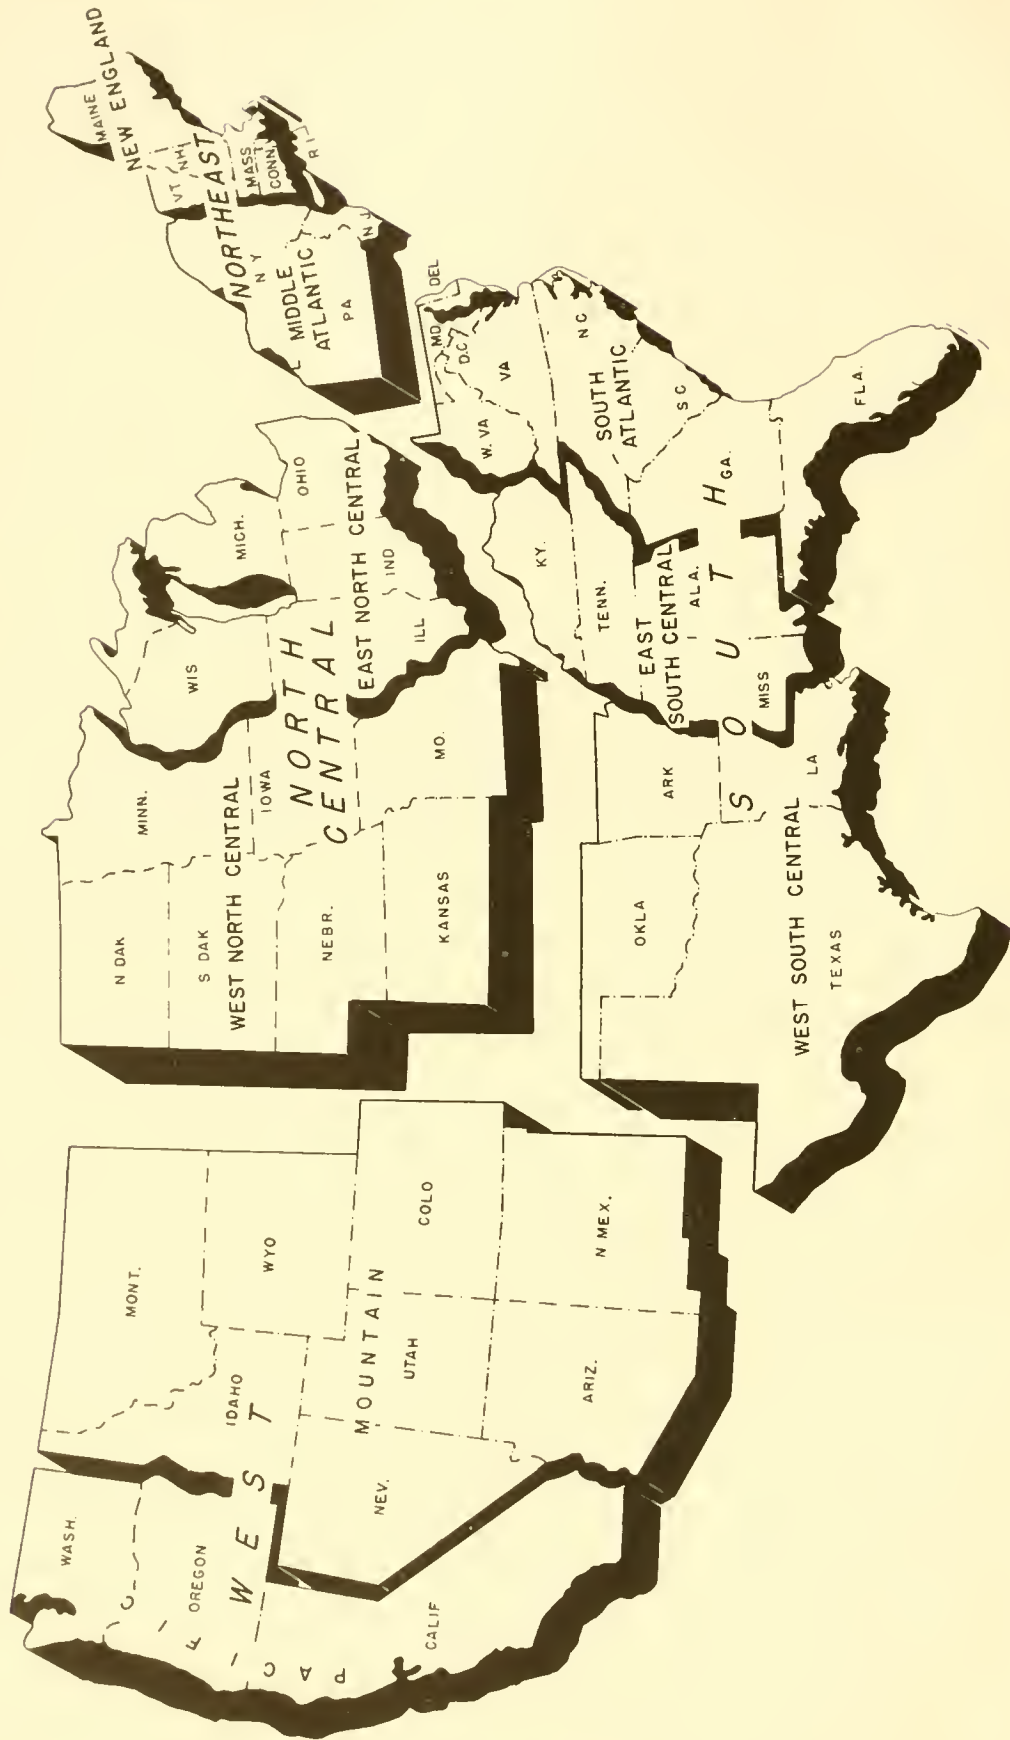 WEST
PACIFIC
WASH.
OREGON
CALIF
MOUNTAIN
MONT.
IDAHO
WYO
NEV.
UTAH
COLO
ARIZ.
N MEX.
NORTH
CENTRAL
WEST NORTH CENTRAL
N DAK
MINN.
S DAK
IOWA
NEBR.
KANSAS
MO.
EAST NORTH CENTRAL
WIS
MICH.
ILL
IND
OHIO
NORTHEAST
NEW ENGLAND
MAINE
VT
NH
MASS
CONN.
R I
MIDDLE
ATLANTIC
N Y
PA
N J
SOUTH
WEST SOUTH CENTRAL
OKLA
ARK
TEXAS
LA
EAST
SOUTH CENTRAL
KY.
TENN.
MISS
ALA.
SOUTH
ATLANTIC
DEL
MD
D.C
W. VA
VA
N C
S C
GA.
FLA.